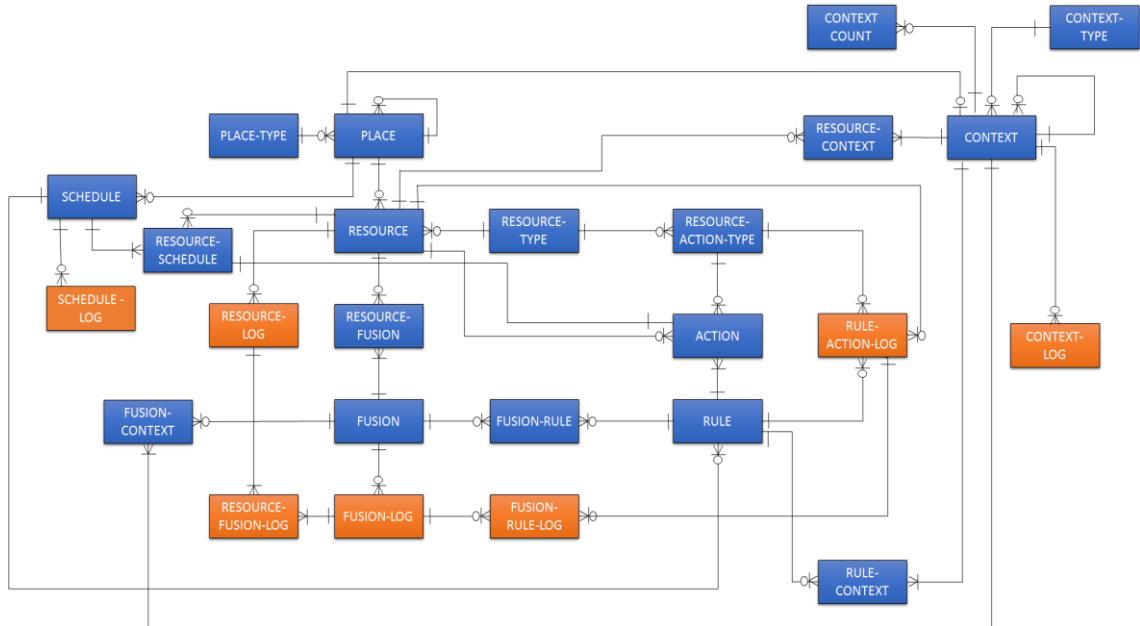 CONTEXT
COUNT
CONTEXT-
TYPE
PLACE-TYPE
PLACE
RESOURCE-
CONTEXT
CONTEXT
SCHEDULE
RESOURCE-
SCHEDULE
RESOURCE
RESOURCE-
TYPE
RESOURCE-
ACTION-TYPE
SCHEDULE -
LOG
RESOURCE-
LOG
RESOURCE-
FUSION
ACTION
RULE-
ACTION-LOG
CONTEXT-
LOG
FUSION-
CONTEXT
FUSION
FUSION-RULE
RULE
RESOURCE-
FUSION-LOG
FUSION-LOG
FUSION-
RULE-LOG
RULE-
CONTEXT